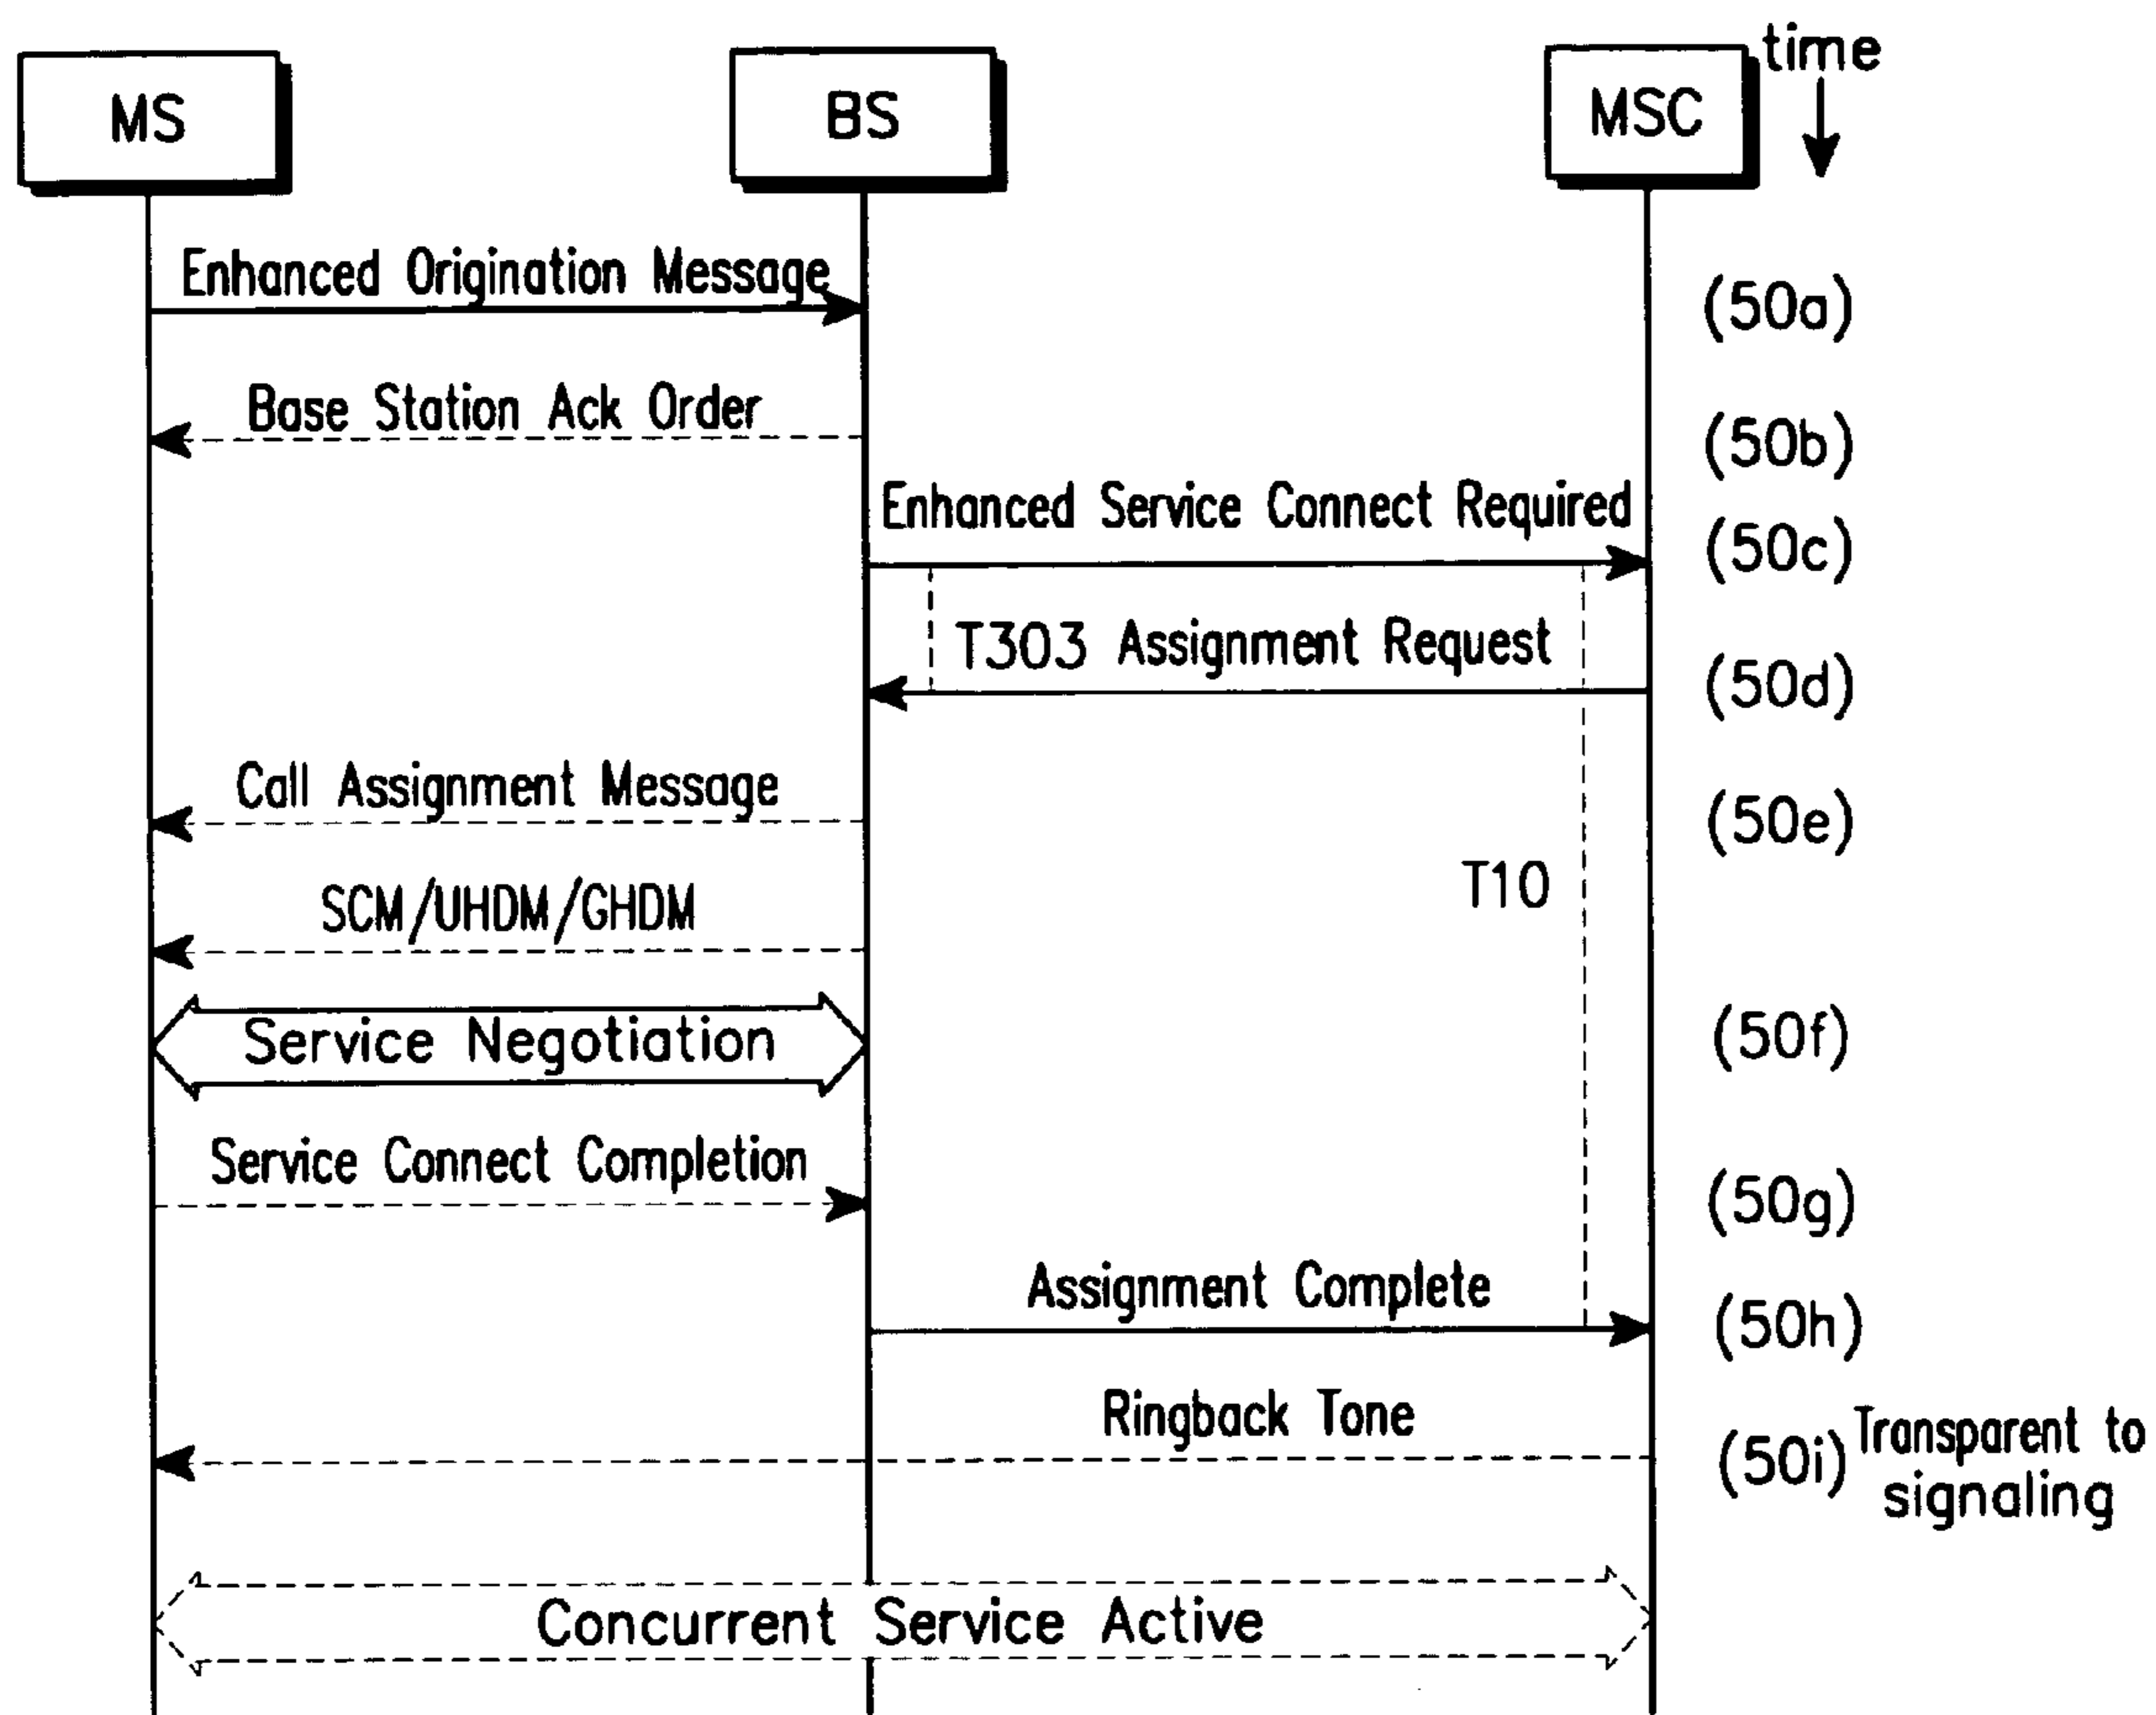 MS
BS
MSC
time
Enhanced Origination Message
(50a)
Base Station Ack Order
(50b)
Enhanced Service Connect Required
(50c)
T303 Assignment Request
(50d)
Call Assignment Message
(50e)
T10
SCM/UHDM/GHDM
Service Negotiation
(50f)
Service Connect Completion
(50g)
Assignment Complete
(50h)
Ringback Tone
(50i)
Transparent to
signaling
Concurrent Service Active